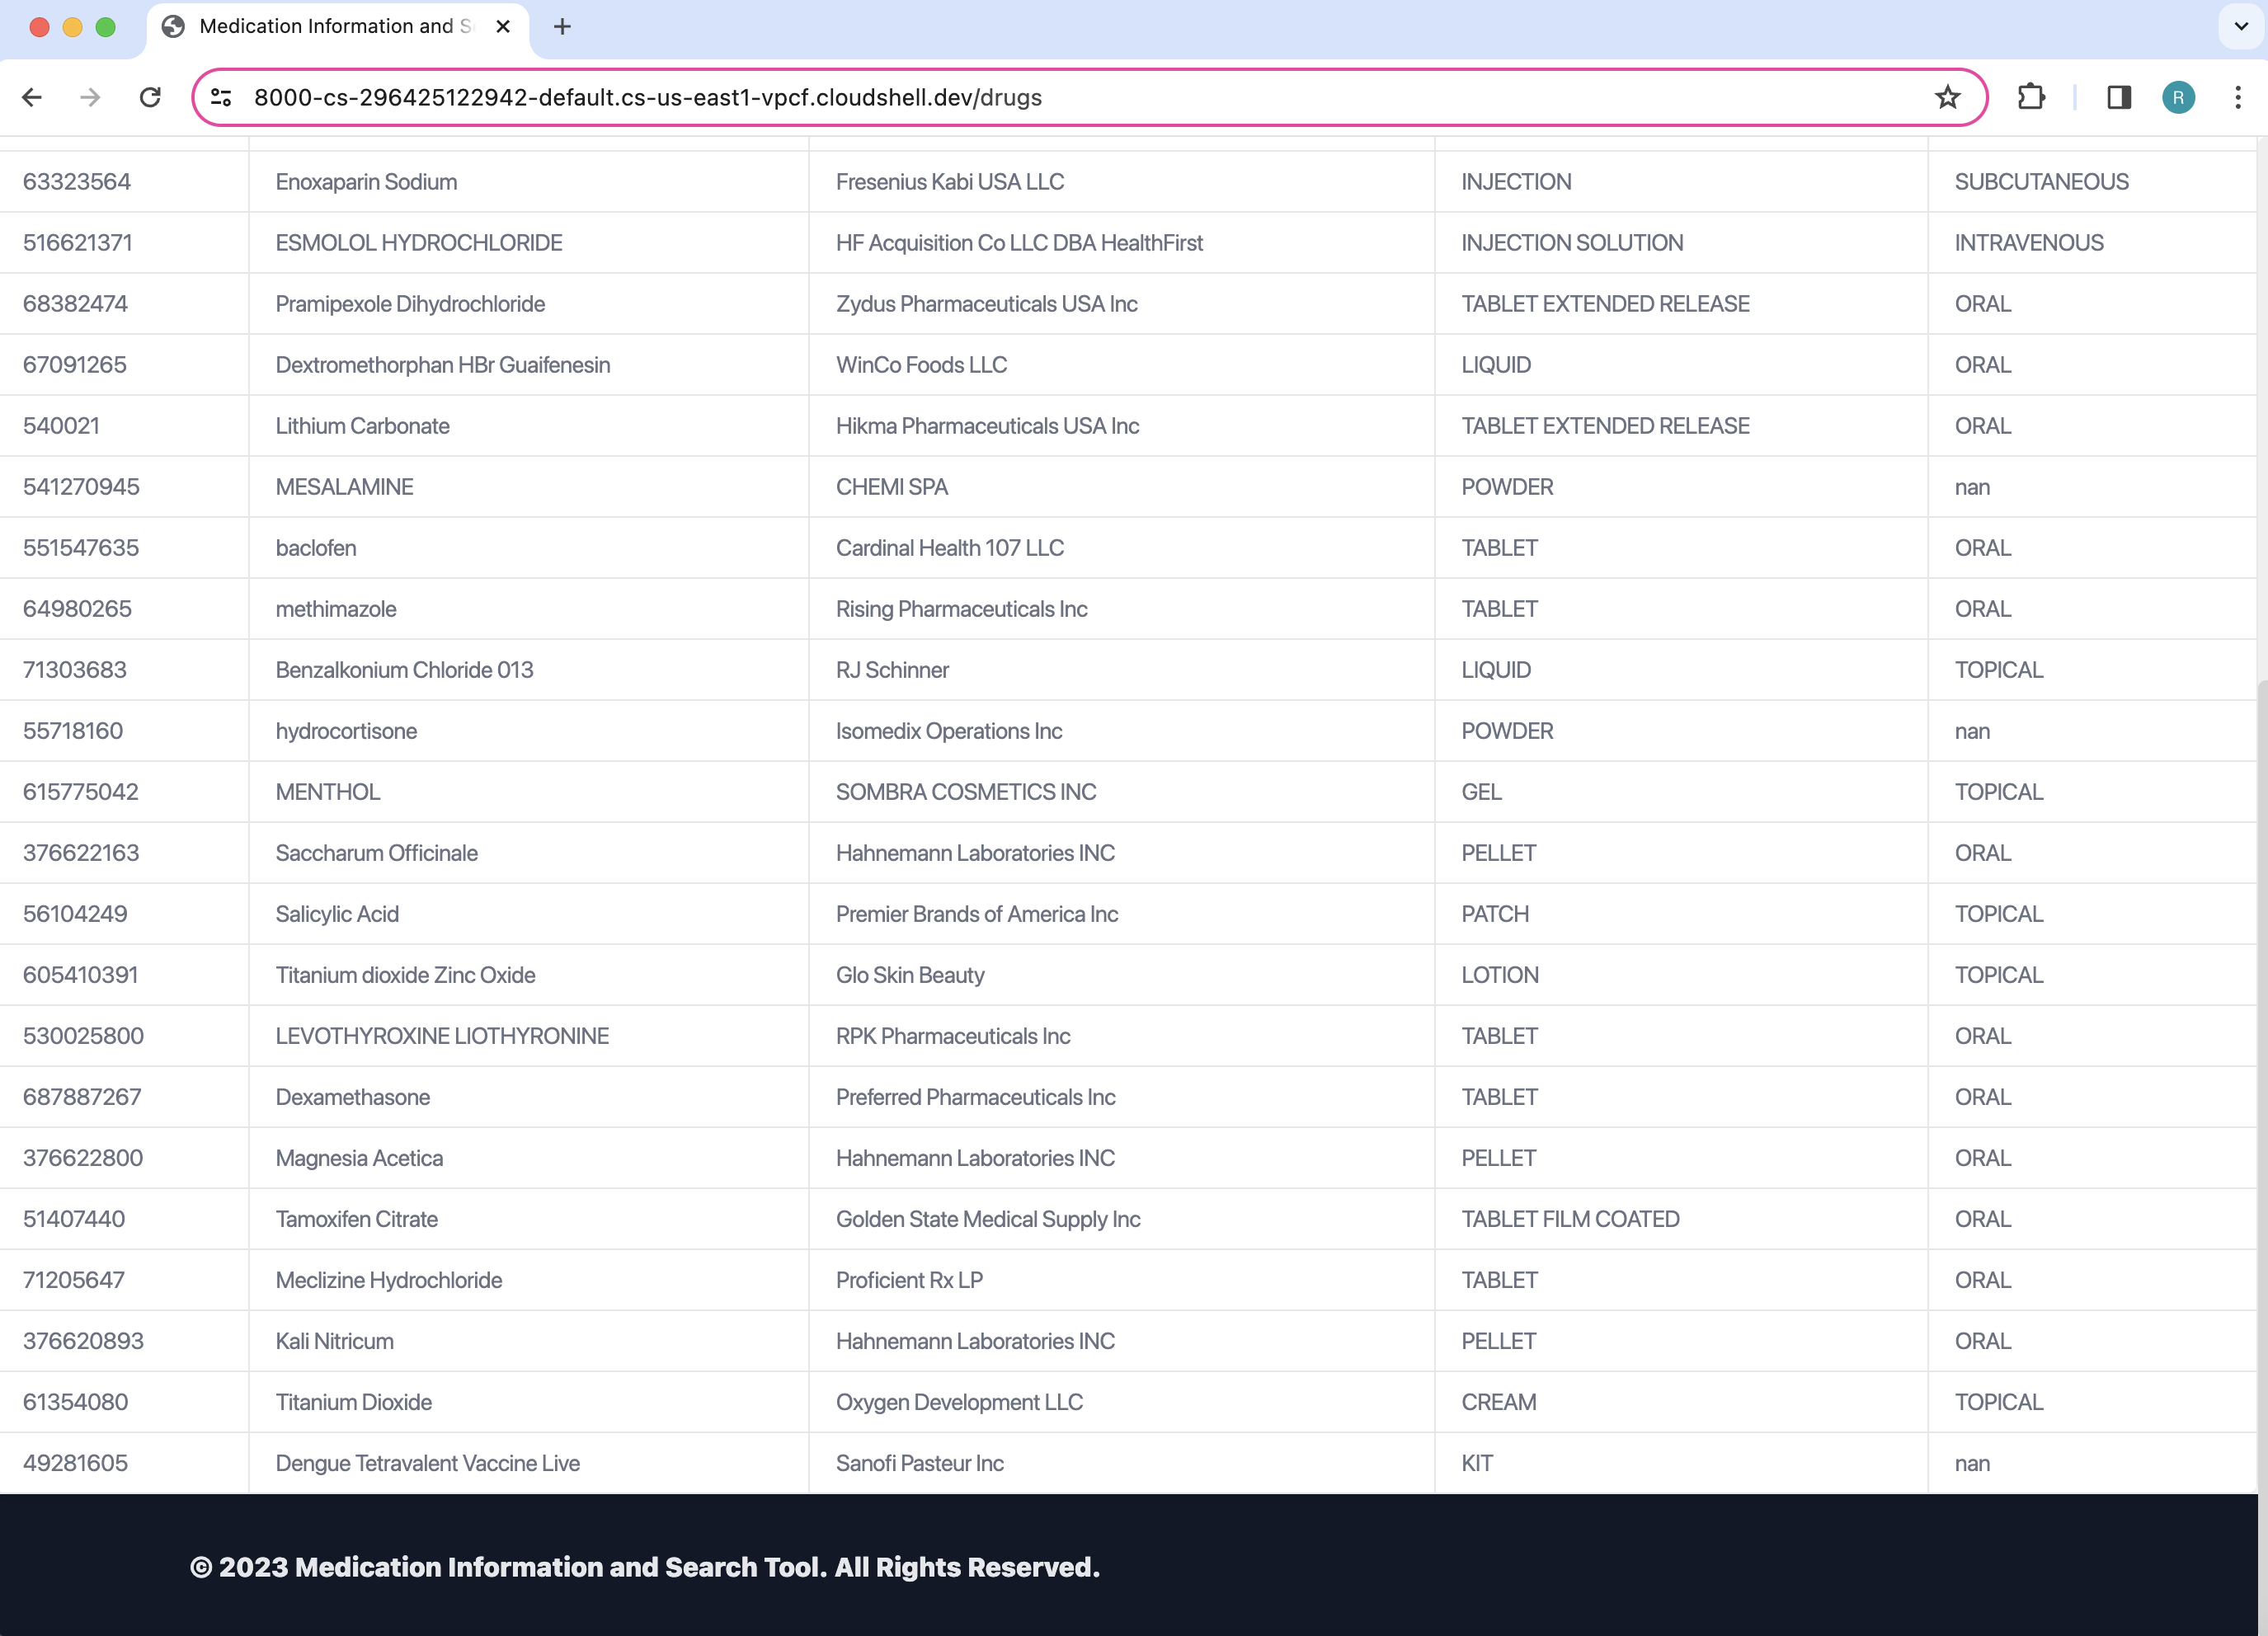 Medication Information and S
8000-cs-296425122942-default.cs-us-east1-vpcf.cloudshell.dev/drugs
R
63323564 Enoxaparin Sodium Fresenius Kabi USA LLC INJECTION SUBCUTANEOUS
516621371 ESMOLOL HYDROCHLORIDE HF Acquisition Co LLC DBA HealthFirst INJECTION SOLUTION INTRAVENOUS
68382474 Pramipexole Dihydrochloride Zydus Pharmaceuticals USA Inc TABLET EXTENDED RELEASE ORAL
67091265 Dextromethorphan HBr Guaifenesin WinCo Foods LLC LIQUID ORAL
540021 Lithium Carbonate Hikma Pharmaceuticals USA Inc TABLET EXTENDED RELEASE ORAL
541270945 MESALAMINE CHEMI SPA POWDER nan
551547635 baclofen Cardinal Health 107 LLC TABLET ORAL
64980265 methimazole Rising Pharmaceuticals Inc TABLET ORAL
71303683 Benzalkonium Chloride 013 RJ Schinner LIQUID TOPICAL
55718160 hydrocortisone Isomedix Operations Inc POWDER nan
615775042 MENTHOL SOMBRA COSMETICS INC GEL TOPICAL
376622163 Saccharum Officinale Hahnemann Laboratories INC PELLET ORAL
56104249 Salicylic Acid Premier Brands of America Inc PATCH TOPICAL
605410391 Titanium dioxide Zinc Oxide Glo Skin Beauty LOTION TOPICAL
530025800 LEVOTHYROXINE LIOTHYRONINE RPK Pharmaceuticals Inc TABLET ORAL
687887267 Dexamethasone Preferred Pharmaceuticals Inc TABLET ORAL
376622800 Magnesia Acetica Hahnemann Laboratories INC PELLET ORAL
51407440 Tamoxifen Citrate Golden State Medical Supply Inc TABLET FILM COATED ORAL
71205647 Meclizine Hydrochloride Proficient Rx LP TABLET ORAL
376620893 Kali Nitricum Hahnemann Laboratories INC PELLET ORAL
61354080 Titanium Dioxide Oxygen Development LLC CREAM TOPICAL
49281605 Dengue Tetravalent Vaccine Live Sanofi Pasteur Inc KIT nan
© 2023 Medication Information and Search Tool. All Rights Reserved.